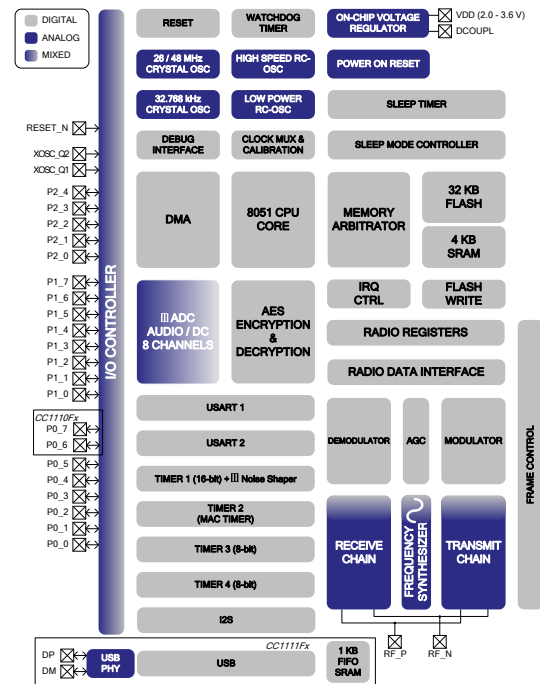 DIGITAL
ANALOG
MIXED
RESET
WATCHDOG
TIMER
ON-CHIP VOLTAGE
REGULATOR
VDD (2.0 - 3.6 V)
DCOUPL
26 / 48 MHz
CRYSTAL OSC
HIGH SPEED RC-
OSC
POWER ON RESET
32.768 kHz
CRYSTAL OSC
LOW POWER
RC-OSC
SLEEP TIMER
DEBUG
INTERFACE
CLOCK MUX &
CALIBRATION
SLEEP MODE CONTROLLER
RESET_N
XOSC_Q2
XOSC_Q1
P2_4
P2_3
P2_2
P2_1
P2_0
P1_7
P1_6
P1_5
P1_4
P1_3
P1_2
P1_1
P1_0
CC1110Fx
P0_7
P0_6
P0_5
P0_4
P0_3
P0_2
P0_1
P0_0
I/O CONTROLLER
DMA
8051 CPU
CORE
MEMORY
ARBITRATOR
32 KB
FLASH
4 KB
SRAM
ADC
AUDIO / DC
8 CHANNELS
AES
ENCRYPTION
&
DECRYPTION
IRQ
CTRL
FLASH
WRITE
RADIO REGISTERS
RADIO DATA INTERFACE
USART 1
USART 2
TIMER 1 (16-bit) + Noise Shaper
TIMER 2
(MAC TIMER)
TIMER 3 (8-bit)
TIMER 4 (8-bit)
I2S
DEMODULATOR
AGC
MODULATOR
FRAME CONTROL
RECEIVE
CHAIN
FREQUENCY
SYNTHESIZER
TRANSMIT
CHAIN
RF_P
RF_N
CC1111Fx
DP
DM
USB
PHY
USB
1 KB
FIFO
SRAM